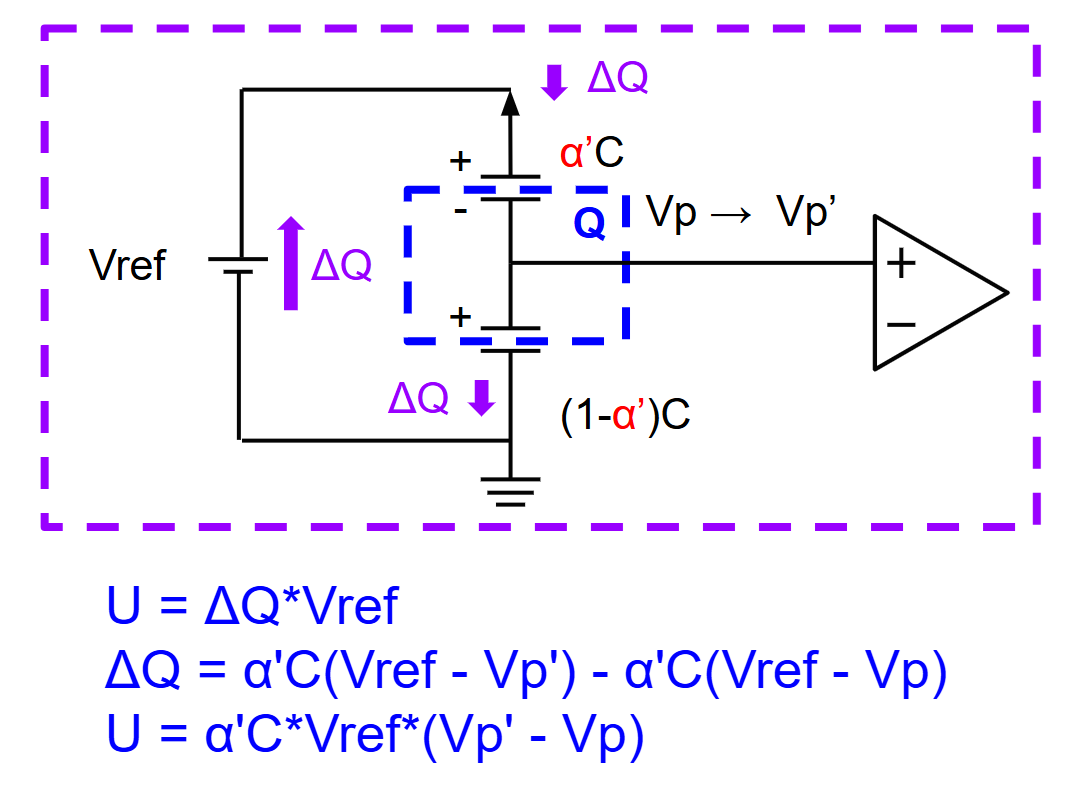 ΔQ
+
α’C
-
Q
Vp → Vp’
Vref
ΔQ
+
−
+
ΔQ
(1-α’)C
U = ΔQ*Vref
ΔQ = α'C(Vref - Vp') - α'C(Vref - Vp)
U = α'C*Vref*(Vp' - Vp)